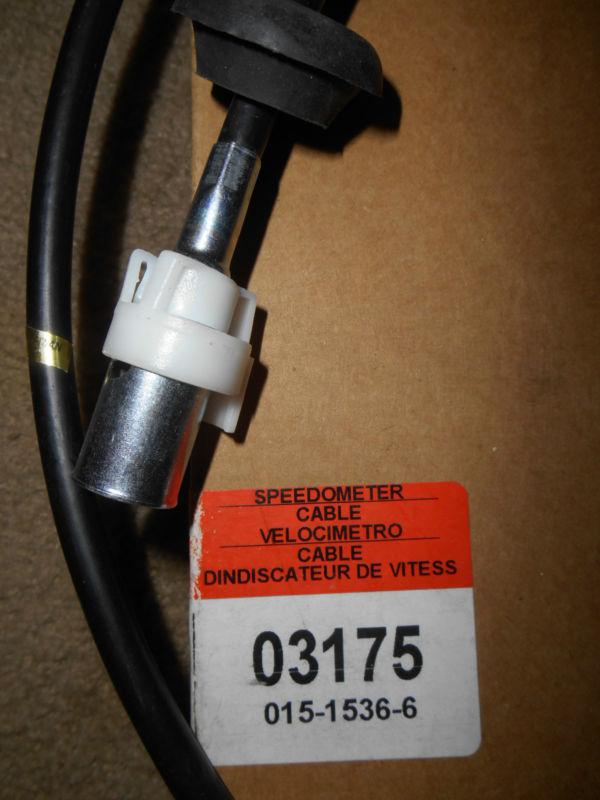 SPEEDOMETER
CABLE
VELOCIMETRO
CABLE
DINDISCATEUR DE VITESS
03175
015-1536-6